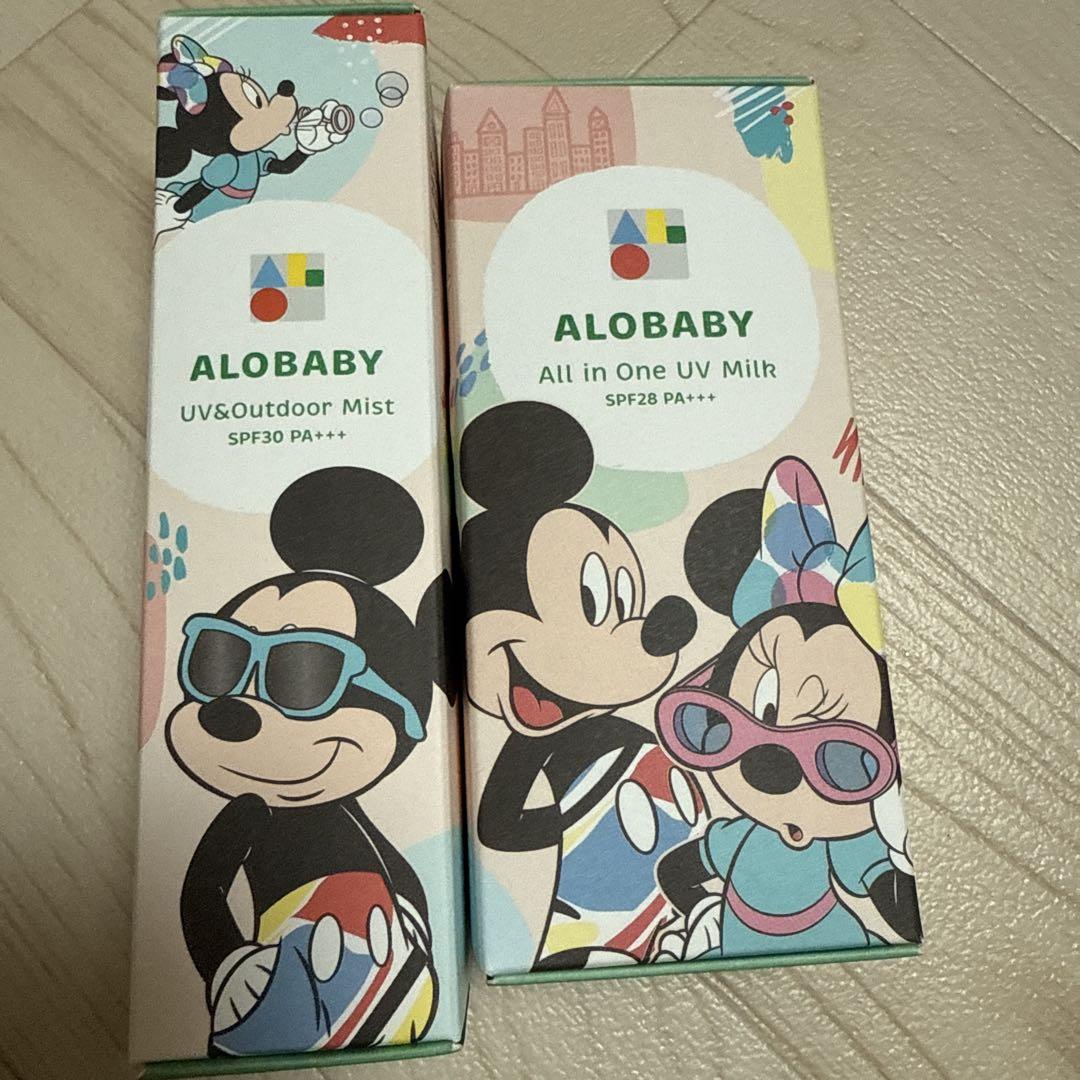 ALOBABY
UV&Outdoor Mist
SPF30 PA+++
ALOBABY
All in One UV Milk
SPF28 PA+++